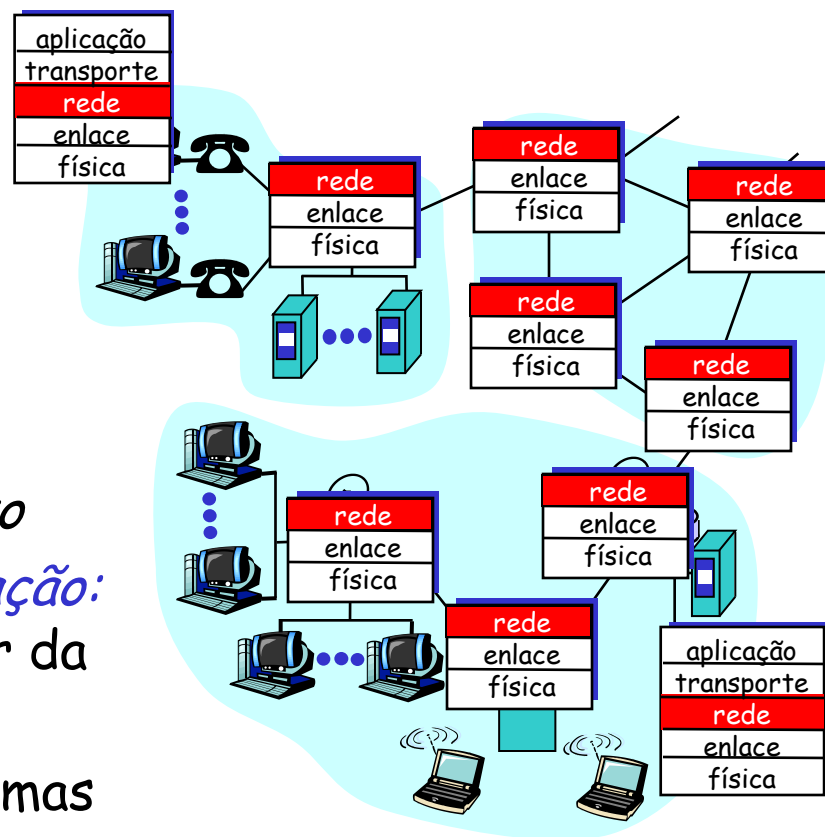 aplicação
transporte
rede
enlace
física
rede
enlace
física
rede
enlace
física
rede
enlace
física
rede
enlace
física
rede
enlace
física
rede
enlace
física
rede
enlace
física
rede
enlace
física
aplicação
transporte
rede
enlace
física
ação:
r da
mas